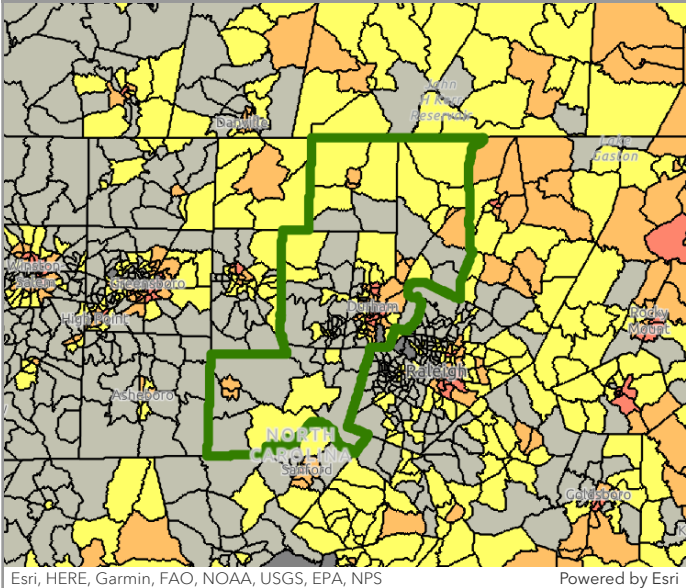 John
H Kerr
Reservoir
Danville
Lake
Gaston
Winston-
Salem
Greensboro
High Point
Durham
Rocky
Mount
Raleigh
Asheboro
NORTH
CAROLINA
Sanford
Goldsboro
Esri, HERE, Garmin, FAO, NOAA, USGS, EPA, NPS
Powered by Esri